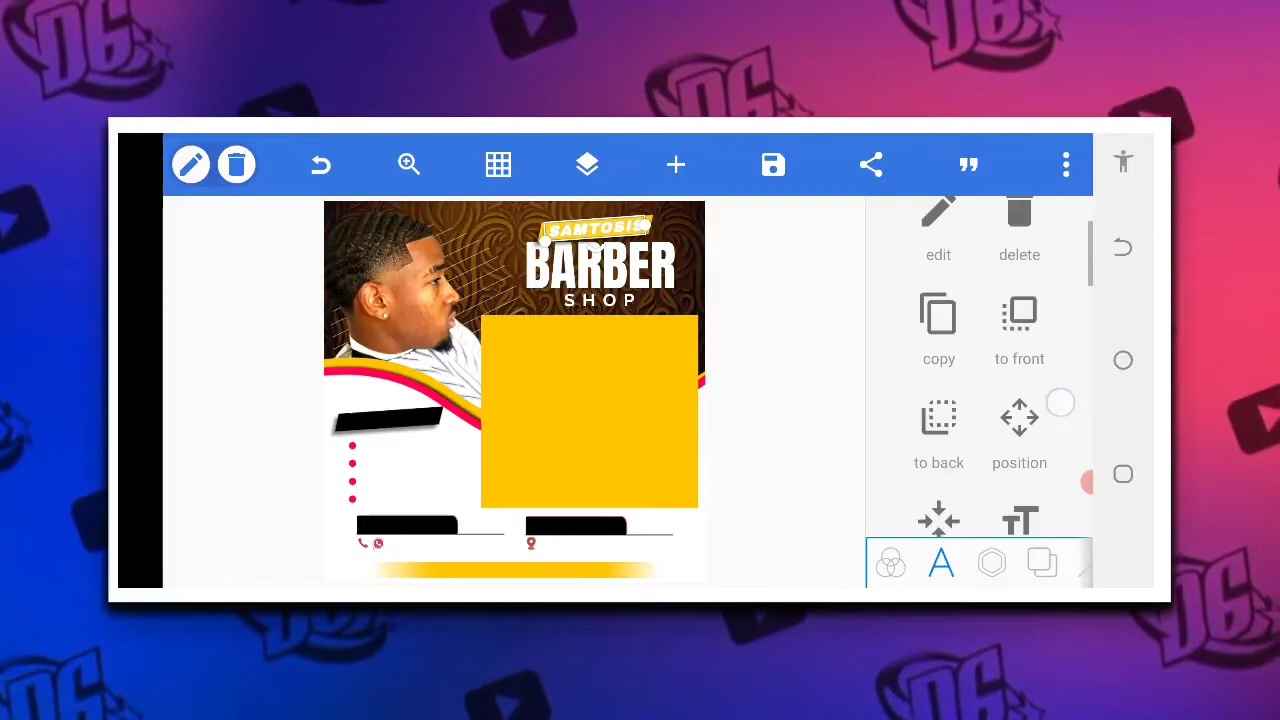 SAMTOSIS
BARBER
SHOP
edit
delete
copy
to front
to back
position